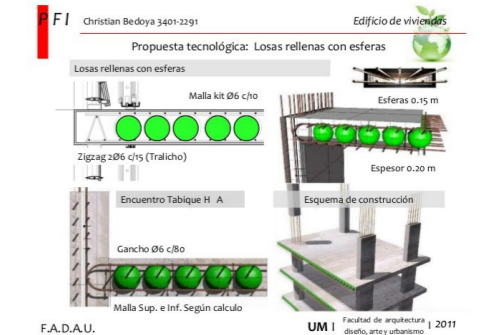 PFI Christian Bedoya 3401-2291 Edificio de viviendas
Propuesta tecnológica: Losas rellenas con esferas
Losas rellenas con esferas
Malla kit Ø6 c/10
Esferas 0.15 m
Zigzag 2Ø6 c/15 (Tralicho)
Espesor 0.20 m
Encuentro Tabique H A
Esquema de construcción
Gancho Ø6 c/80
Malla Sup. e Inf. Según calculo
F.A.D.A.U.
UM | Facultad de arquitectura | 2011
diseño, arte y urbanismo